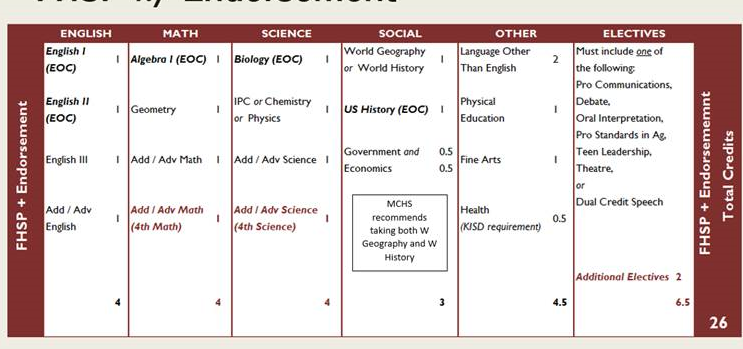 FHSP w/ Endorsement
ENGLISH MATH SCIENCE SOCIAL OTHER ELECTIVES
FHSP + Endorsement
English I
(EOC) 1
English II
(EOC) 1
English III 1
Add / Adv
English 1
4
Algebra I (EOC) 1
Geometry 1
Add / Adv Math 1
Add / Adv Math
(4th Math) 1
4
Biology (EOC) 1
IPC or Chemistry
or Physics 1
Add / Adv Science 1
Add / Adv Science
(4th Science) 1
4
World Geography
or World History 1
US History (EOC) 1
Government and 0.5
Economics 0.5
MCHS
recommends
taking both W
Geography and W
History
3
Language Other
Than English 2
Physical
Education 1
Fine Arts 1
Health
(KISD requirement) 0.5
4.5
Must include one of
the following:
Pro Communications,
Debate,
Oral Interpretation,
Pro Standards in Ag,
Teen Leadership,
Theatre,
or
Dual Credit Speech
Additional Electives 2
6.5
FHSP + Endorsememnt
Total Credits
26